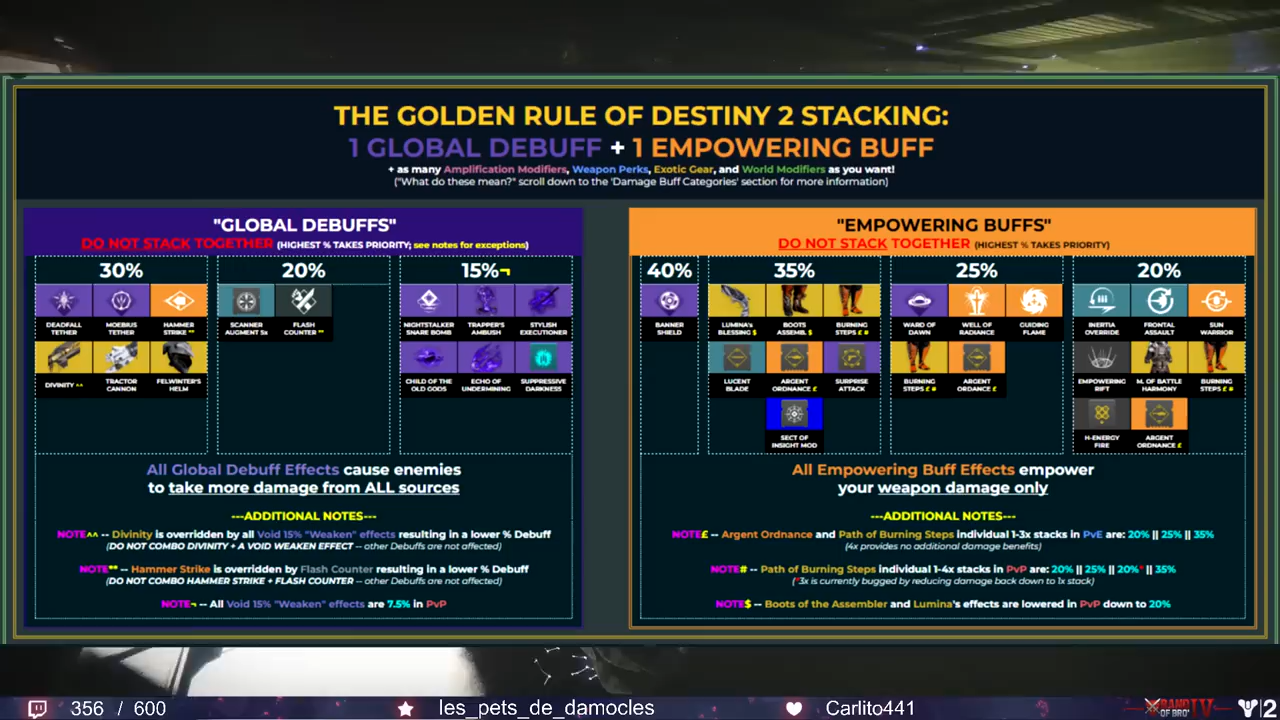 THE GOLDEN RULE OF DESTINY 2 STACKING:
1 GLOBAL DEBUFF + 1 EMPOWERING BUFF
+ as many Amplification Modifiers, Weapon Perks, Exotic Gear, and World Modifiers as you want!
("What do these mean?" scroll down to the 'Damage Buff Categories' section for more information)
"GLOBAL DEBUFFS"
DO NOT STACK TOGETHER (HIGHEST % TAKES PRIORITY; see notes for exceptions)
30% 20% 15%¬
DEADFALL TETHER
MOEBIUS TETHER
HAMMER STRIKE **
SCANNER AUGMENT 5x
FLASH COUNTER **
NIGHTSTALKER SNARE BOMB
TRAPPER'S AMBUSH
STYLISH EXECUTIONER
DIVINITY ^^
TRACTOR CANNON
FELWINTER'S HELM
CHILD OF THE OLD GODS
ECHO OF UNDERMINING
SUPPRESSIVE DARKNESS
All Global Debuff Effects cause enemies
to take more damage from ALL sources
---ADDITIONAL NOTES---
NOTE^^ -- Divinity is overridden by all Void 15% "Weaken" effects resulting in a lower % Debuff
(DO NOT COMBO DIVINITY + A VOID WEAKEN EFFECT -- other Debuffs are not affected)
NOTE** -- Hammer Strike is overridden by Flash Counter resulting in a lower % Debuff
(DO NOT COMBO HAMMER STRIKE + FLASH COUNTER -- other Debuffs are not affected)
NOTE¬ -- All Void 15% "Weaken" effects are 7.5% in PvP
"EMPOWERING BUFFS"
DO NOT STACK TOGETHER (HIGHEST % TAKES PRIORITY)
40% 35% 25% 20%
BANNER SHIELD
LUMINA'S BLESSING $
BOOTS ASSEMB. $
BURNING STEPS £ #
WARD OF DAWN
WELL OF RADIANCE
GUIDING FLAME
INERTIA OVERRIDE
FRONTAL ASSAULT
SUN WARRIOR
LUCENT BLADE
ARGENT ORDNANCE £
SURPRISE ATTACK
BURNING STEPS £ #
ARGENT ORDNANCE £
EMPOWERING RIFT
M. OF BATTLE HARMONY
BURNING STEPS £ #
SECT OF INSIGHT MOD
H-ENERGY FIRE
ARGENT ORDNANCE £
All Empowering Buff Effects empower
your weapon damage only
---ADDITIONAL NOTES---
NOTE£ -- Argent Ordnance and Path of Burning Steps individual 1-3x stacks in PvE are: 20% || 25% || 35%
(4x provides no additional damage benefits)
NOTE# -- Path of Burning Steps individual 1-4x stacks in PvP are: 20% || 25% || 20%* || 35%
(*3x is currently bugged by reducing damage back down to 1x stack)
NOTE$ -- Boots of the Assembler and Lumina's effects are lowered in PvP down to 20%
356 / 600 les_pets_de_damocles Carlito441
2